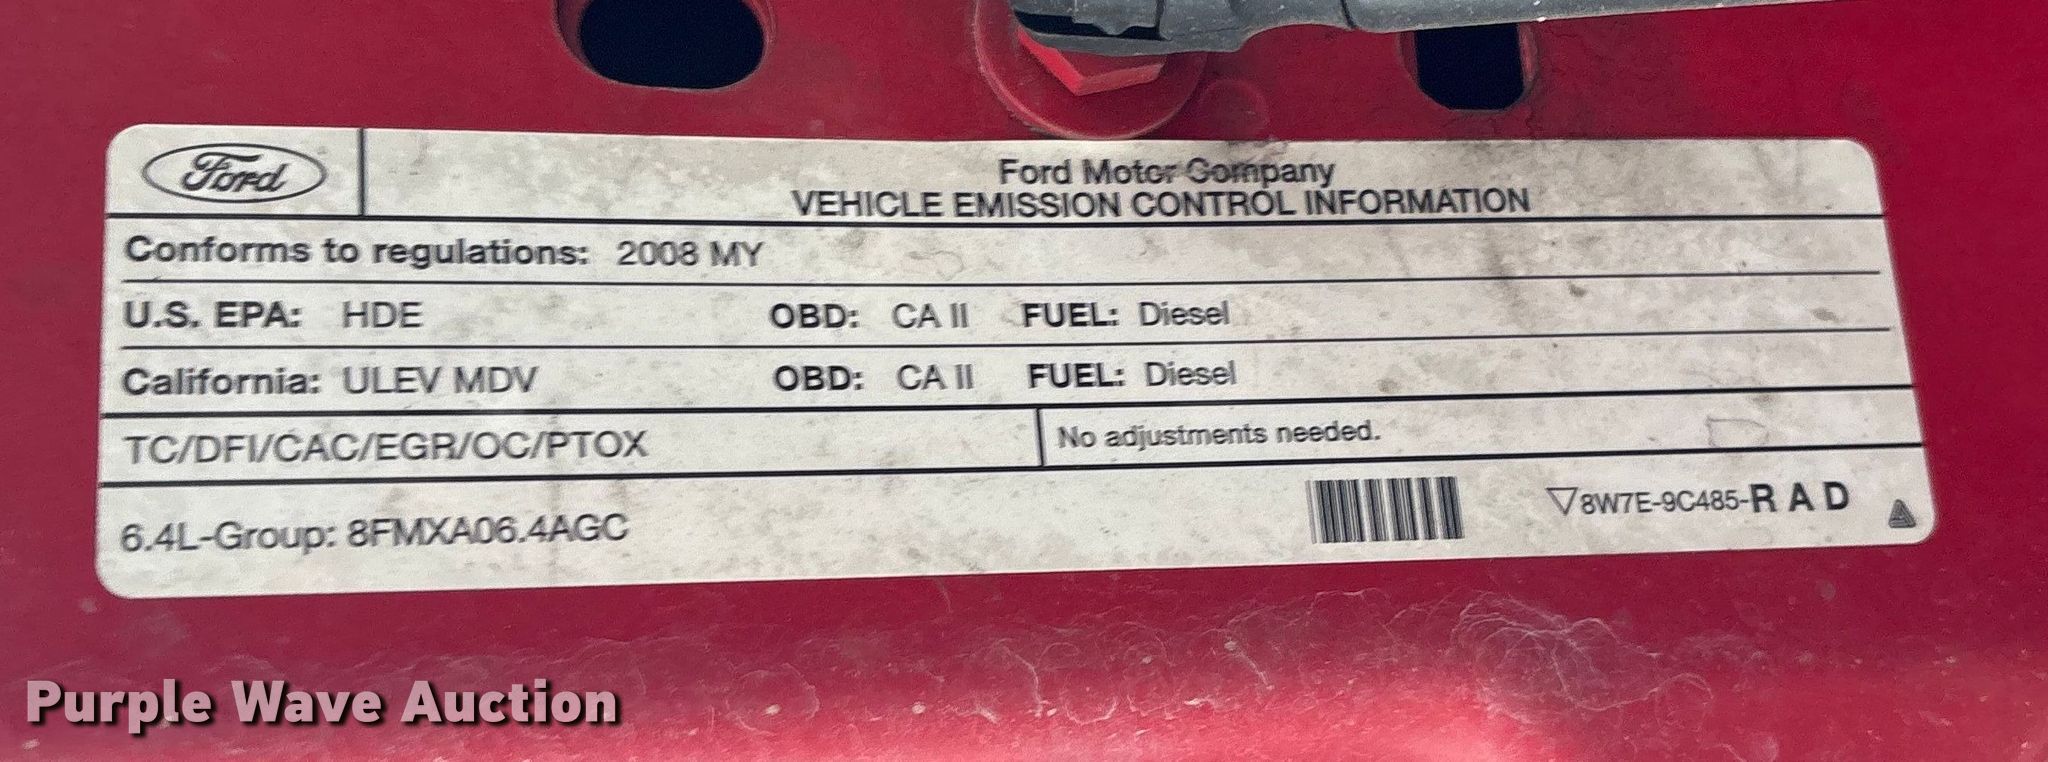 Ford
Ford Motor Company
VEHICLE EMISSION CONTROL INFORMATION
Conforms to regulations: 2008 MY
U.S. EPA: HDE OBD: CA II FUEL: Diesel
California: ULEV MDV OBD: CA II FUEL: Diesel
TC/DFI/CAC/EGR/OC/PTOX No adjustments needed.
6.4L-Group: 8FMXA06.4AGC ▽8W7E-9C485-R A D
Purple Wave Auction